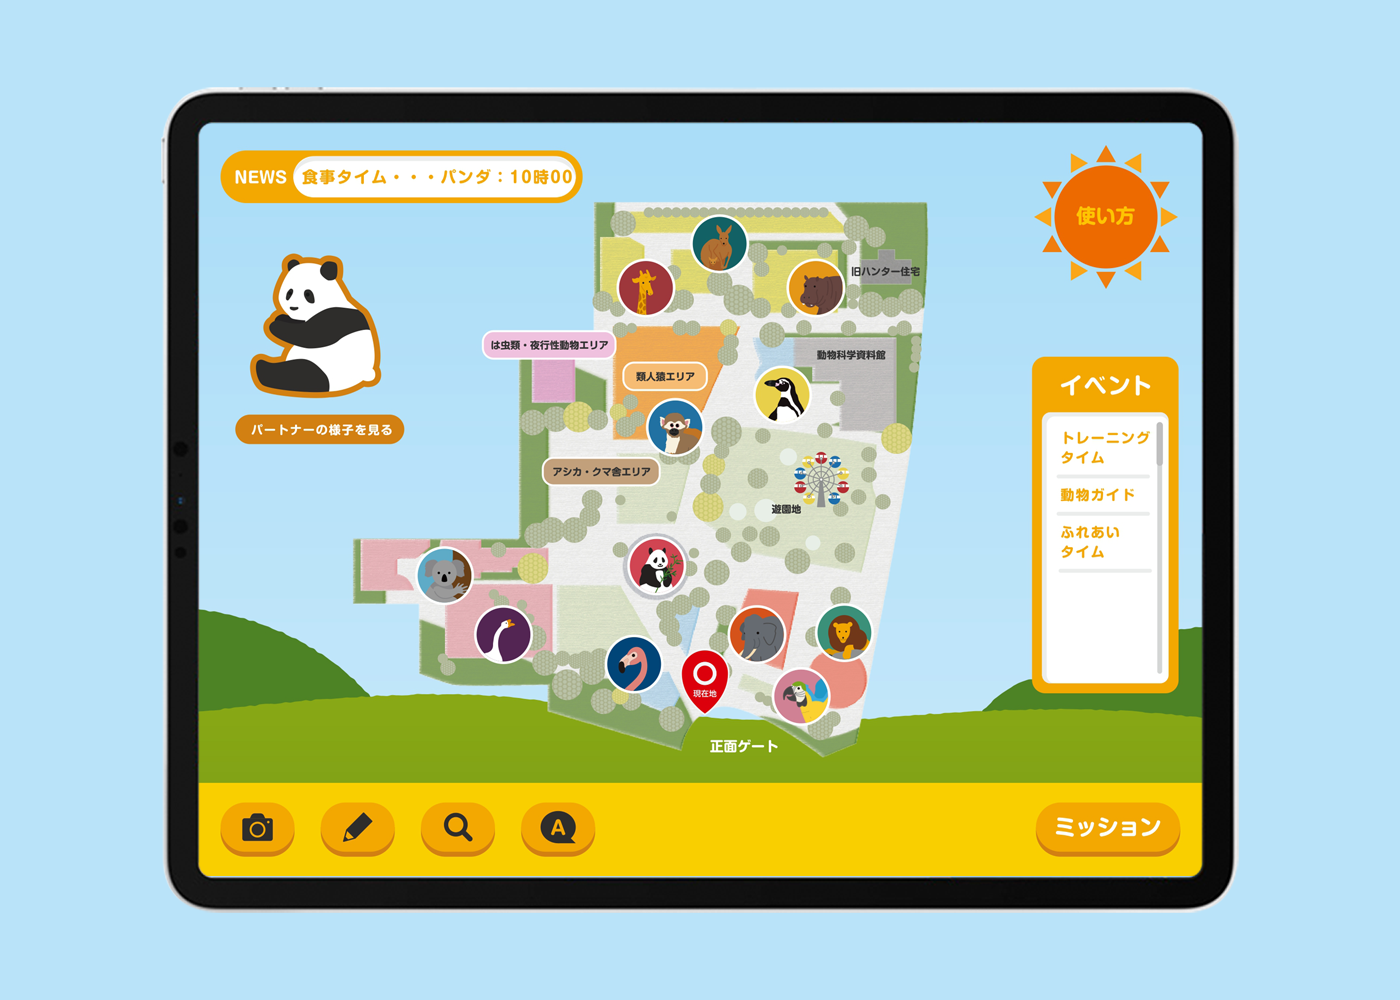 NEWS 食事タイム・・・パンダ：10時00
使い方
旧ハンター住宅
は虫類・夜行性動物エリア
動物科学資料館
類人猿エリア
イベント
パートナーの様子を見る
トレーニング
タイム
アシカ・クマ舎エリア
動物ガイド
遊園地
ふれあい
タイム
現在地
正面ゲート
A
ミッション